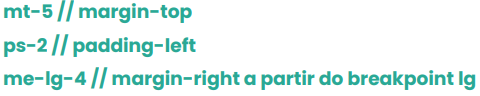 mt-5 // margin-top
ps-2 // padding-left
me-lg-4 // margin-right a partir do breakpoint lg